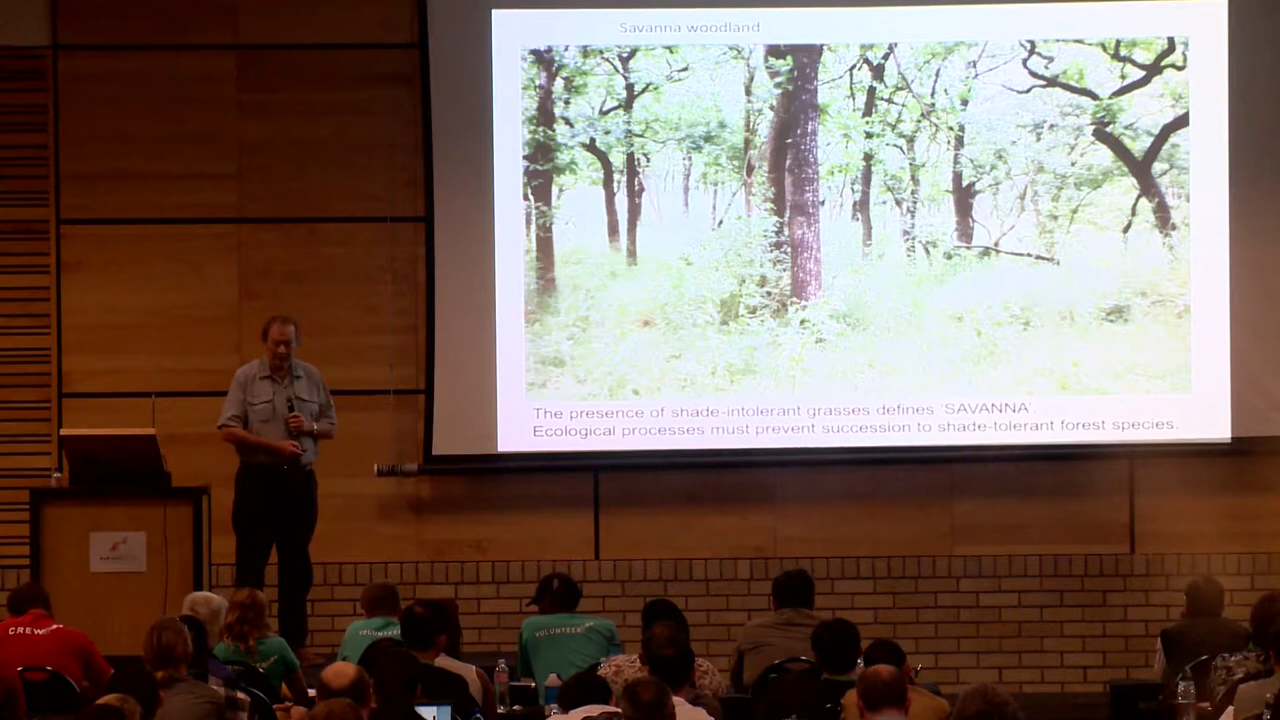 Savanna woodland
The presence of shade-intolerant grasses defines 'SAVANNA'.
Ecological processes must prevent succession to shade-tolerant forest species.
CREW
VOLUNTEER
VOLUNTEER